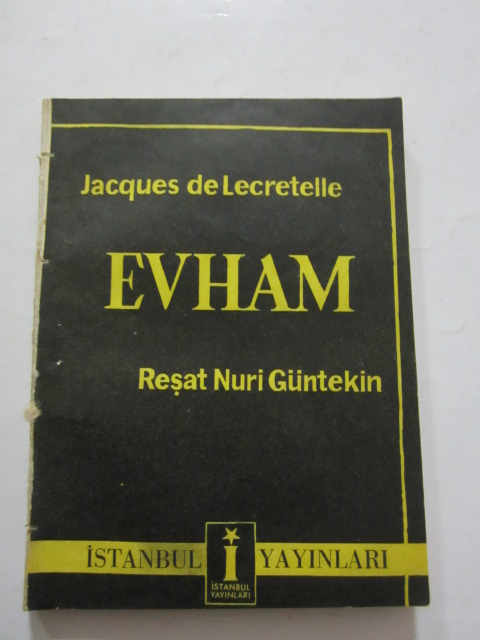 Jacques de Lecretelle
EVHAM
Reşat Nuri Güntekin
İSTANBUL YAYINLARI
i
İSTANBUL
YAYINLARI